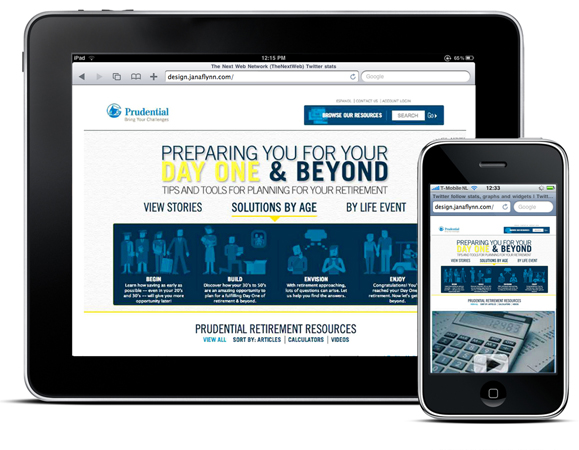 iPad
12:15 PM
65%
The Next Web Network (TheNextWeb) Twitter stats
design.janaflynn.com/
Google
ESPANOL | CONTACT US | ACCOUNT LOGIN
Prudential
Bring Your Challenges
BROWSE OUR RESOURCES
SEARCH
Go
PREPARING YOU FOR YOUR
DAY ONE & BEYOND
TIPS AND TOOLS FOR PLANNING FOR YOUR RETIREMENT
VIEW STORIES
SOLUTIONS BY AGE
BY LIFE EVENT
BEGIN
Learn how saving as early as
possible — even in your 20's
and 30's — will give you more
opportunity later!
BUILD
Discover how your 30's to 50's
are an amazing opportunity to
plan for a fulfilling Day One of
retirement & beyond.
ENVISION
With retirement approaching,
lots of questions can arise. Let
us help you find the answers.
ENJOY
Congratulations! You'
reached your Day One
retirement. Now let's ge
beyond.
PRUDENTIAL RETIREMENT RESOURCES
VIEW ALL SORT BY: ARTICLES | CALCULATORS | VIDEOS
T-Mobile NL
12:33
Twitter follow stats, graphs and widgets | Twit...
design.janaflynn.com/
Google
PREPARING YOU FOR YOUR
DAY ONE & BEYOND
TIPS AND TOOLS FOR PLANNING FOR YOUR RETIREMENT
VIEW STORIES
SOLUTIONS BY AGE
BY LIFE EVENT
PRUDENTIAL RETIREMENT RESOURCES